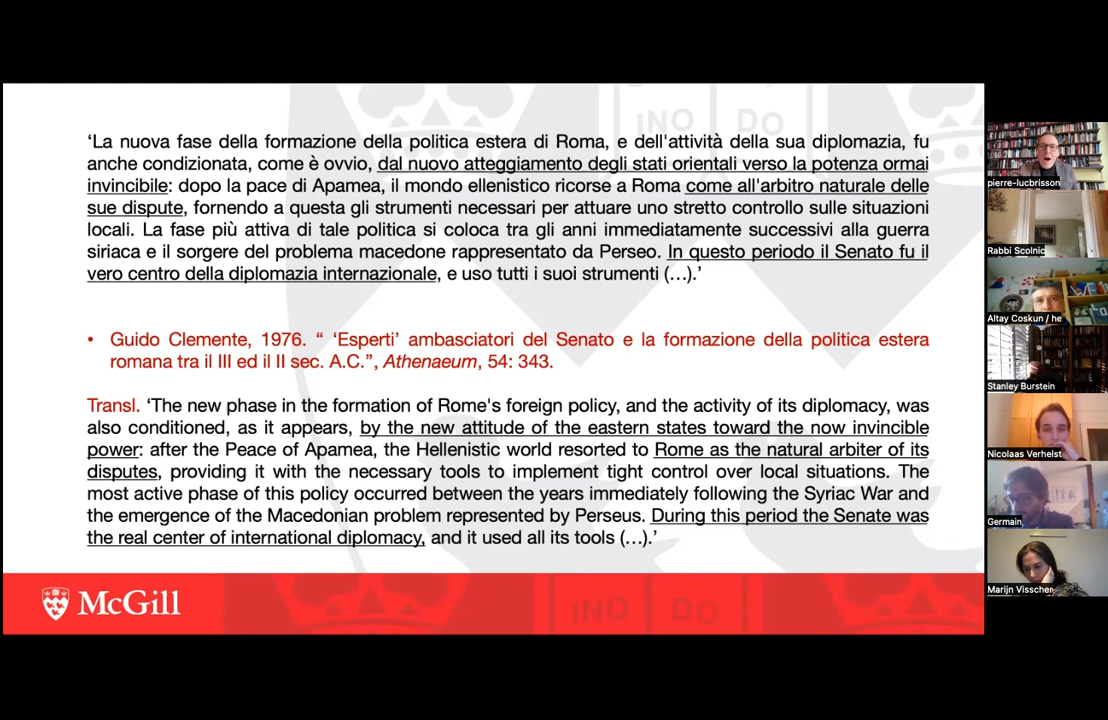 INO DO
‘La nuova fase della formazione della politica estera di Roma, e dell'attività della sua diplomazia, fu
anche condizionata, come è ovvio, dal nuovo atteggiamento degli stati orientali verso la potenza ormai
invincibile: dopo la pace di Apamea, il mondo ellenistico ricorse a Roma come all'arbitro naturale delle
sue dispute, fornendo a questa gli strumenti necessari per attuare uno stretto controllo sulle situazioni
locali. La fase più attiva di tale politica si coloca tra gli anni immediatamente successivi alla guerra
siriaca e il sorgere del problema macedone rappresentato da Perseo. In questo periodo il Senato fu il
vero centro della diplomazia internazionale, e uso tutti i suoi strumenti (…).’
• Guido Clemente, 1976. “ ‘Esperti’ ambasciatori del Senato e la formazione della politica estera
romana tra il III ed il II sec. A.C.”, Athenaeum, 54: 343.
Transl. ‘The new phase in the formation of Rome's foreign policy, and the activity of its diplomacy, was
also conditioned, as it appears, by the new attitude of the eastern states toward the now invincible
power: after the Peace of Apamea, the Hellenistic world resorted to Rome as the natural arbiter of its
disputes, providing it with the necessary tools to implement tight control over local situations. The
most active phase of this policy occurred between the years immediately following the Syriac War and
the emergence of the Macedonian problem represented by Perseus. During this period the Senate was
the real center of international diplomacy, and it used all its tools (…).’
McGill
INO DO
pierre-lucbrisson
Rabbi Scolnic
Altay Coskun / he
Stanley Burstein
Nicolaas Verhelst
Germain
Marijn Visscher